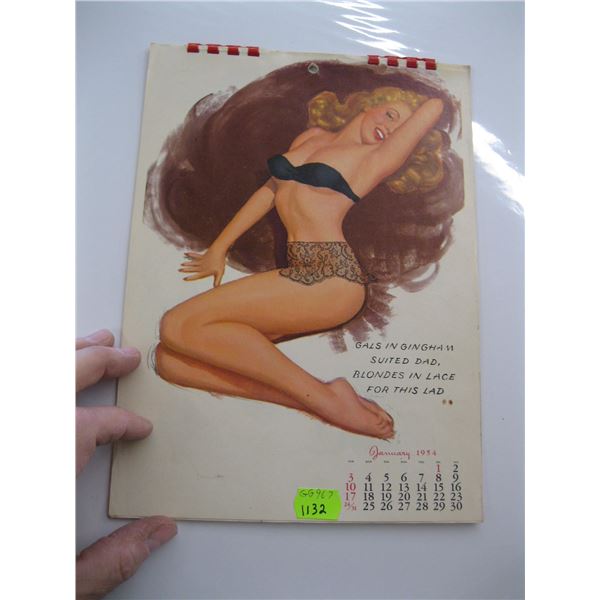 GALS IN GINGHAM
SUITED DAD,
BLONDES IN LACE
FOR THIS LAD
January 1954
1 2
3 4 5 6 7 8 9
10 11 12 13 14 15 16
17 18 19 20 21 22 23
24/31 25 26 27 28 29 30
GG967
1132